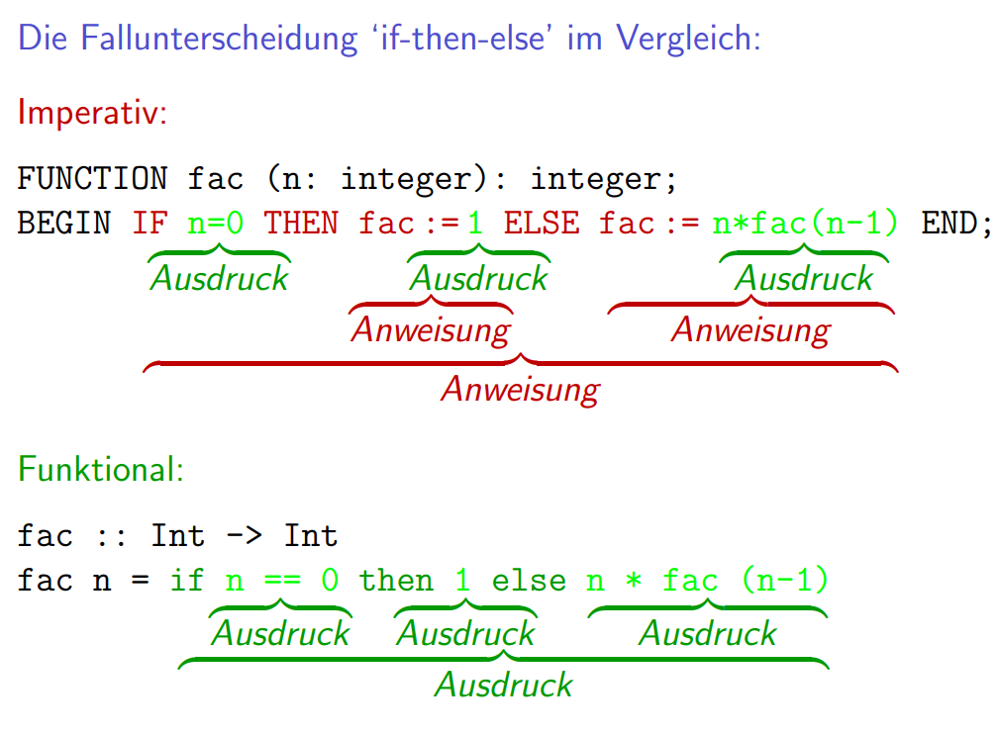 Die Fallunterscheidung ‘if-then-else’ im Vergleich:
Imperativ:
FUNCTION fac (n: integer): integer;
BEGIN IF n=0 THEN fac := 1 ELSE fac := n*fac(n-1) END;
Ausdruck Ausdruck Ausdruck
Anweisung Anweisung
Anweisung
Funktional:
fac :: Int -> Int
fac n = if n == 0 then 1 else n * fac (n-1)
Ausdruck Ausdruck Ausdruck
Ausdruck